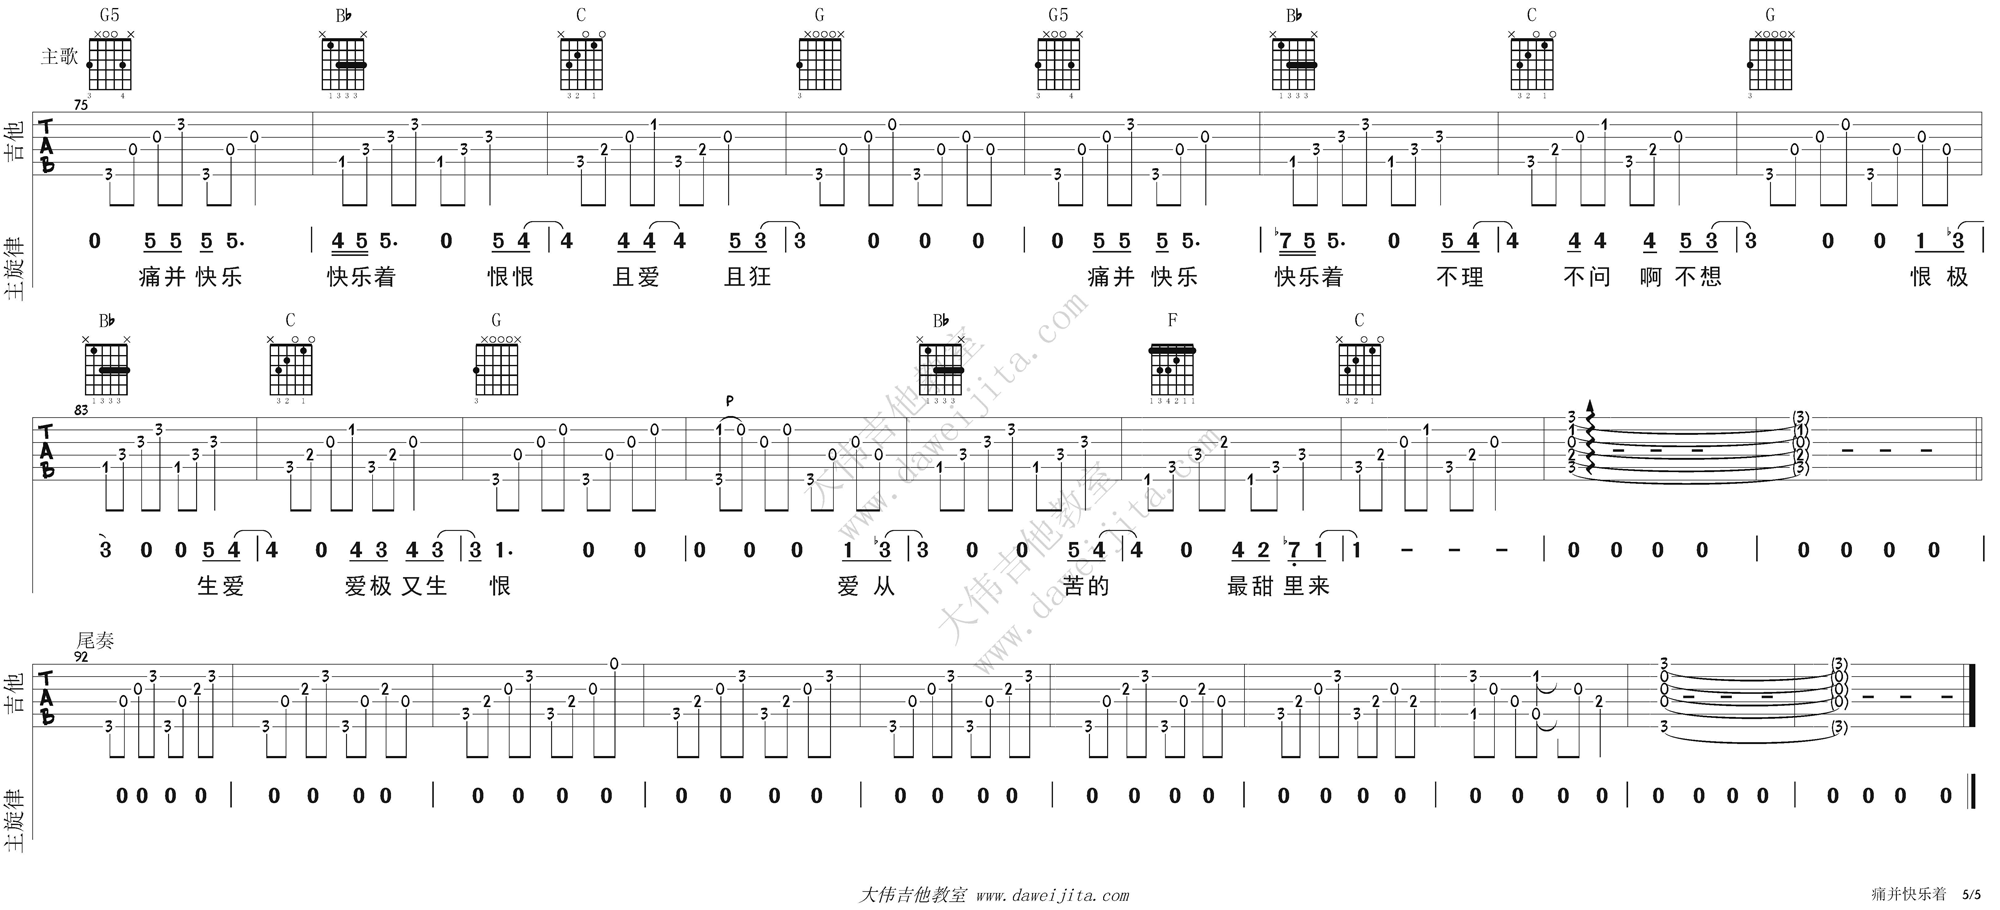 G5 B♭ C G G5 B♭ C G
主歌
75
吉他
主旋律
0 5 5 5 5. | 4 5 5. 0 5 4 | 4 4 4 4 5 3 | 3 0 0 0 | 0 5 5 5 5. | ♭7 5 5. 0 5 4 | 4 4 4 4 5 3 | 3 0 0 1 ♭3
痛并 快乐 快乐着 恨恨 且爱 且狂 痛并 快乐 快乐着 不理 不问 啊 不想 恨 极
B♭ C G B♭ F C
83
P
3 0 0 5 4 | 4 0 4 3 4 3 | 3 1. 0 0 | 0 0 0 1 ♭3 | 3 0 0 5 4 | 4 0 4 2 ♭7 1 | 1 - - - | 0 0 0 0 | 0 0 0 0
生爱 爱极 又生 恨 爱 从 苦的 最甜 里来
大伟吉他教室
www.daweijita.com
大伟吉他教室
www.daweijita.com
尾奏
92
吉他
主旋律
0 0 0 0 | 0 0 0 0 | 0 0 0 0 | 0 0 0 0 | 0 0 0 0 | 0 0 0 0 | 0 0 0 0 | 0 0 0 0 | 0 0 0 0 | 0 0 0 0
大伟吉他教室 www.daweijita.com
痛并快乐着 5/5